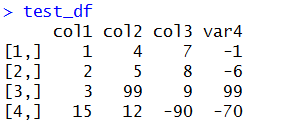 > test_df
col1 col2 col3 var4
[1,] 1 4 7 -1
[2,] 2 5 8 -6
[3,] 3 99 9 99
[4,] 15 12 -90 -70